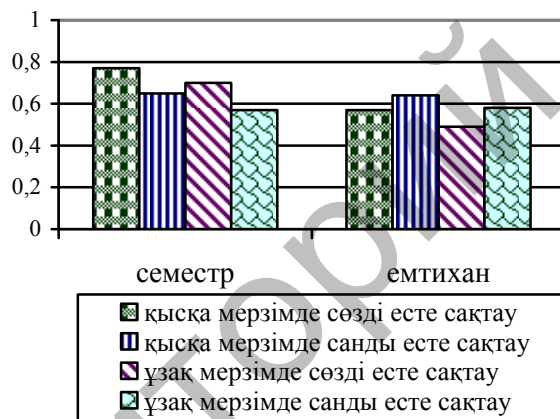 1
0,8
0,6
0,4
0,2
0
семестр емтихан
қысқа мерзімде сөзді есте сақтау
қысқа мерзімде санды есте сақтау
ұзақ мерзімде сөзді есте сақтау
ұзақ мерзімде санды есте сақтау